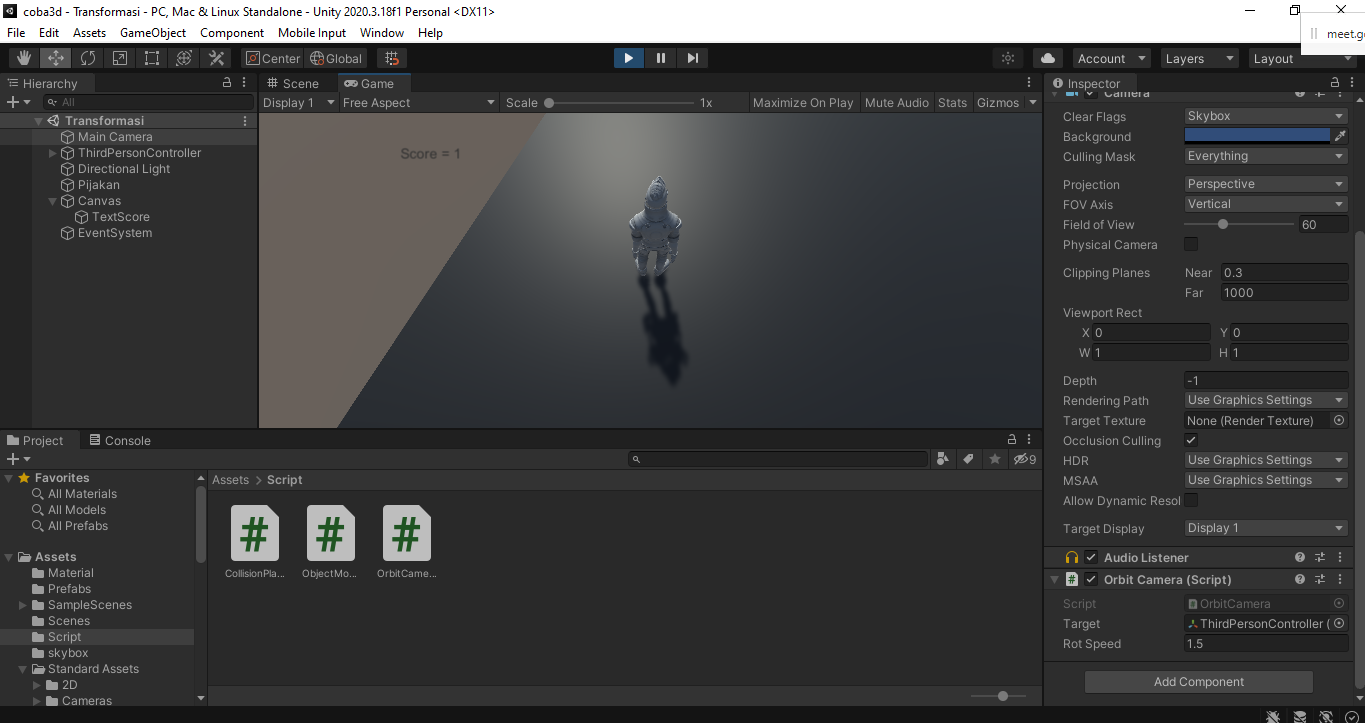 coba3d - Transformasi - PC, Mac & Linux Standalone - Unity 2020.3.18f1 Personal <DX11>
File Edit Assets GameObject Component Mobile Input Window Help
Center Global Account Layers Layout
Hierarchy
All
Transformasi
Main Camera
ThirdPersonController
Directional Light
Pijakan
Canvas
TextScore
EventSystem
Scene Game
Display 1 Free Aspect Scale 1x Maximize On Play Mute Audio Stats Gizmos
Score = 1
Inspector
Camera
Clear Flags Skybox
Background
Culling Mask Everything
Projection Perspective
FOV Axis Vertical
Field of View 60
Physical Camera
Clipping Planes Near 0.3
Far 1000
Viewport Rect
X 0 Y 0
W 1 H 1
Depth -1
Rendering Path Use Graphics Settings
Target Texture None (Render Texture)
Occlusion Culling
HDR Use Graphics Settings
MSAA Use Graphics Settings
Allow Dynamic Resol
Target Display Display 1
Audio Listener
# Orbit Camera (Script)
Script OrbitCamera
Target ThirdPersonController (
Rot Speed 1.5
Add Component
Project Console
9
Favorites
All Materials
All Models
All Prefabs
Assets
Material
Prefabs
SampleScenes
Scenes
Script
skybox
Standard Assets
2D
Cameras
Assets > Script
# # #
CollisionPla... ObjectMo... OrbitCame...